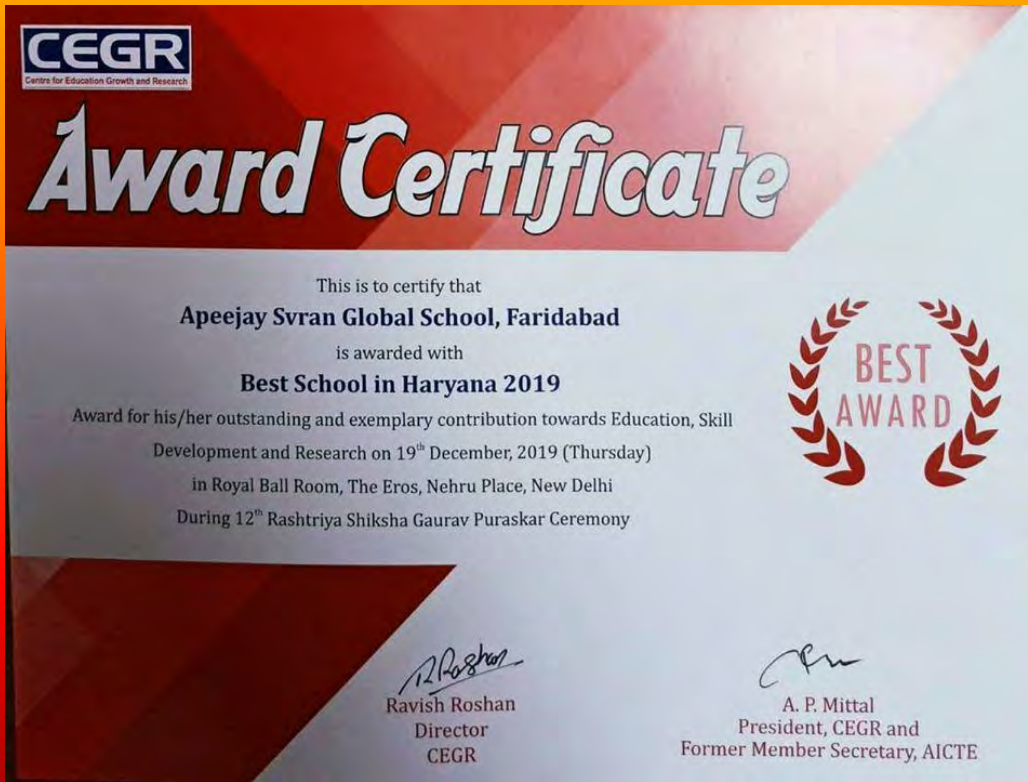 CEGR
Centre for Education Growth and Research
Award Certificate
This is to certify that
Apeejay Svran Global School, Faridabad
is awarded with
Best School in Haryana 2019
Award for his/her outstanding and exemplary contribution towards Education, Skill
Development and Research on 19th December, 2019 (Thursday)
in Royal Ball Room, The Eros, Nehru Place, New Delhi
During 12th Rashtriya Shiksha Gaurav Puraskar Ceremony
BEST
AWARD
R Roshan
Ravish Roshan
Director
CEGR
A. P. Mittal
President, CEGR and
Former Member Secretary, AICTE